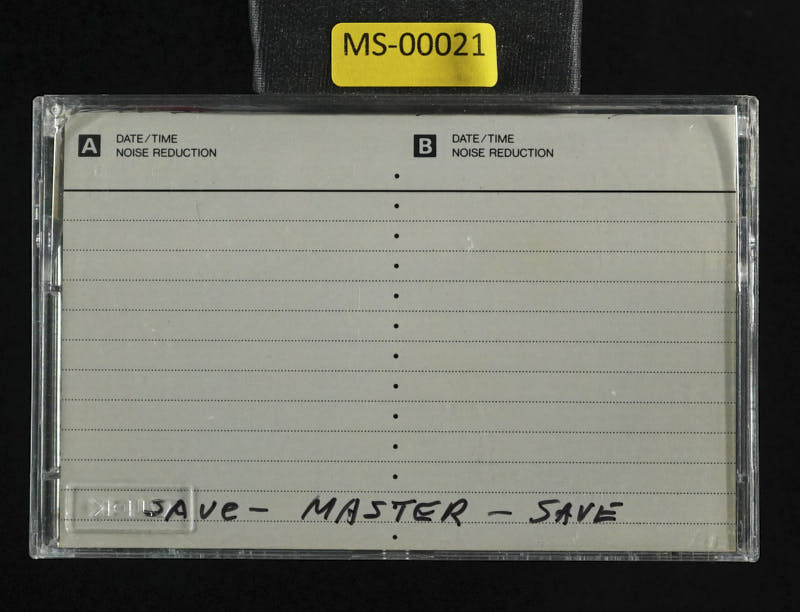 MS-00021
A DATE/TIME B DATE/TIME
NOISE REDUCTION NOISE REDUCTION
SAVe - MASTER - SAVE